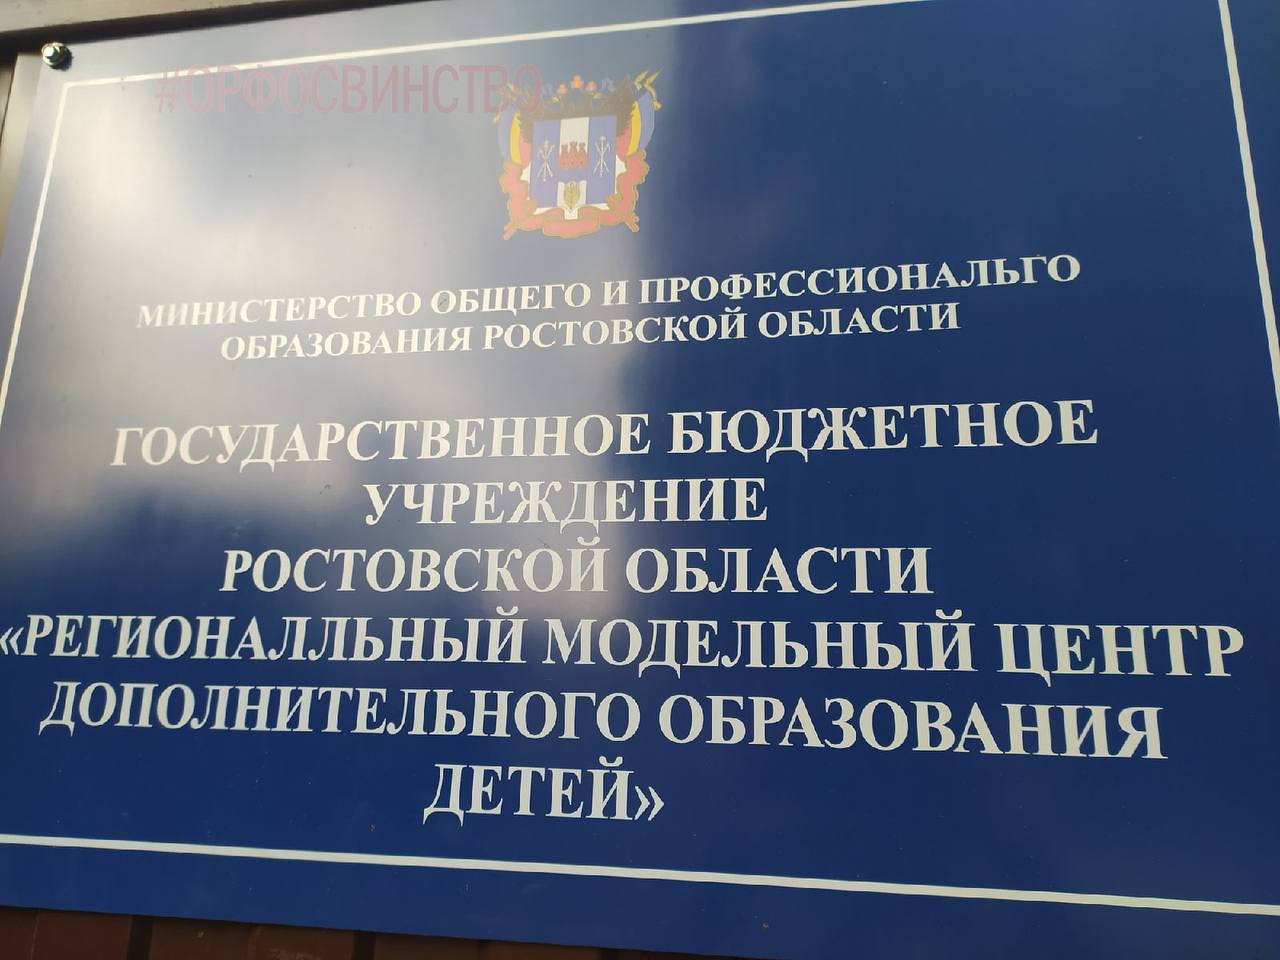 #ОРФОСВИНСТВО
МИНИСТЕРСТВО ОБЩЕГО И ПРОФЕССИОНАЛЬГО
ОБРАЗОВАНИЯ РОСТОВСКОЙ ОБЛАСТИ
ГОСУДАРСТВЕННОЕ БЮДЖЕТНОЕ
УЧРЕЖДЕНИЕ
РОСТОВСКОЙ ОБЛАСТИ
«РЕГИОНАЛЛЬНЫЙ МОДЕЛЬНЫЙ ЦЕНТР
ДОПОЛНИТЕЛЬНОГО ОБРАЗОВАНИЯ
ДЕТЕЙ»